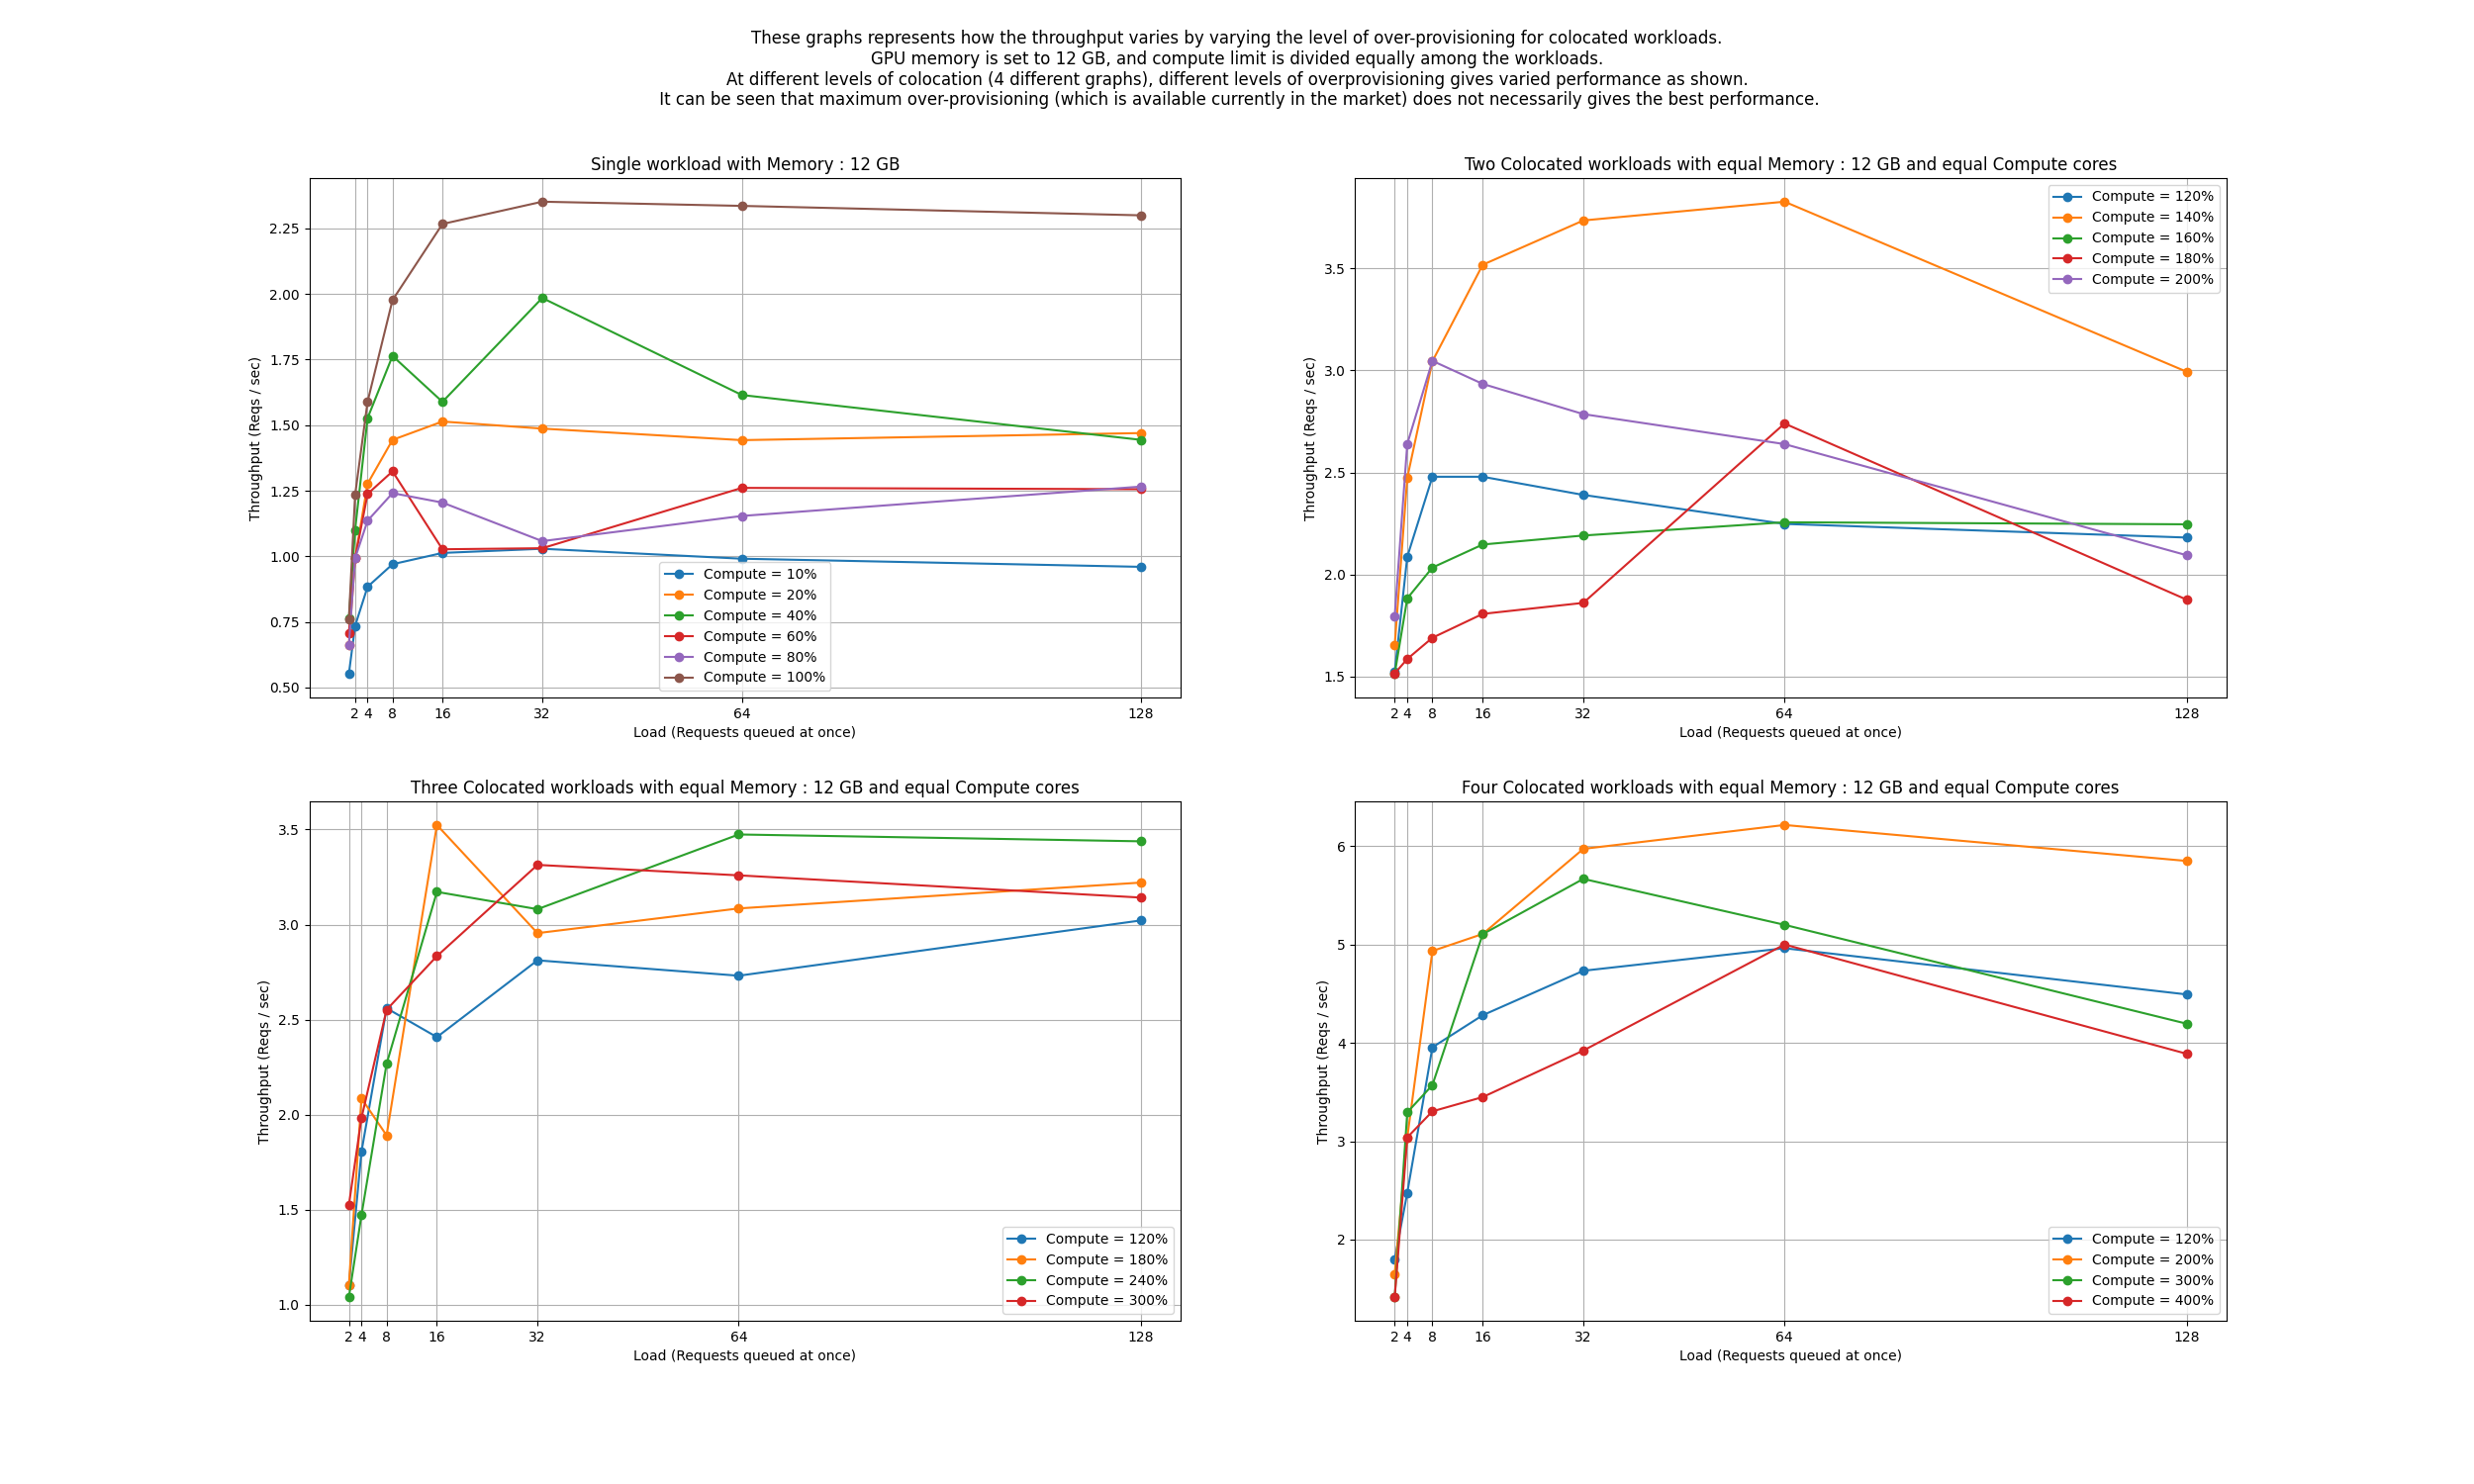 These graphs represents how the throughput varies by varying the level of over-provisioning for colocated workloads.
GPU memory is set to 12 GB, and compute limit is divided equally among the workloads.
At different levels of colocation (4 different graphs), different levels of overprovisioning gives varied performance as shown.
It can be seen that maximum over-provisioning (which is available currently in the market) does not necessarily gives the best performance.
Single workload with Memory : 12 GB
Throughput (Reqs / sec)
2.25
2.00
1.75
1.50
1.25
1.00
0.75
0.50
Compute = 10%
Compute = 20%
Compute = 40%
Compute = 60%
Compute = 80%
Compute = 100%
2 4 8 16 32 64 128
Load (Requests queued at once)
Two Colocated workloads with equal Memory : 12 GB and equal Compute cores
Throughput (Reqs / sec)
3.5
3.0
2.5
2.0
1.5
Compute = 120%
Compute = 140%
Compute = 160%
Compute = 180%
Compute = 200%
2 4 8 16 32 64 128
Load (Requests queued at once)
Three Colocated workloads with equal Memory : 12 GB and equal Compute cores
Throughput (Reqs / sec)
3.5
3.0
2.5
2.0
1.5
1.0
Compute = 120%
Compute = 180%
Compute = 240%
Compute = 300%
2 4 8 16 32 64 128
Load (Requests queued at once)
Four Colocated workloads with equal Memory : 12 GB and equal Compute cores
Throughput (Reqs / sec)
6
5
4
3
2
Compute = 120%
Compute = 200%
Compute = 300%
Compute = 400%
2 4 8 16 32 64 128
Load (Requests queued at once)